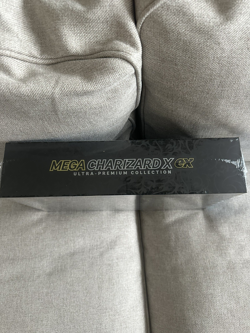 MEGA CHARIZARD X ex
ULTRA-PREMIUM COLLECTION